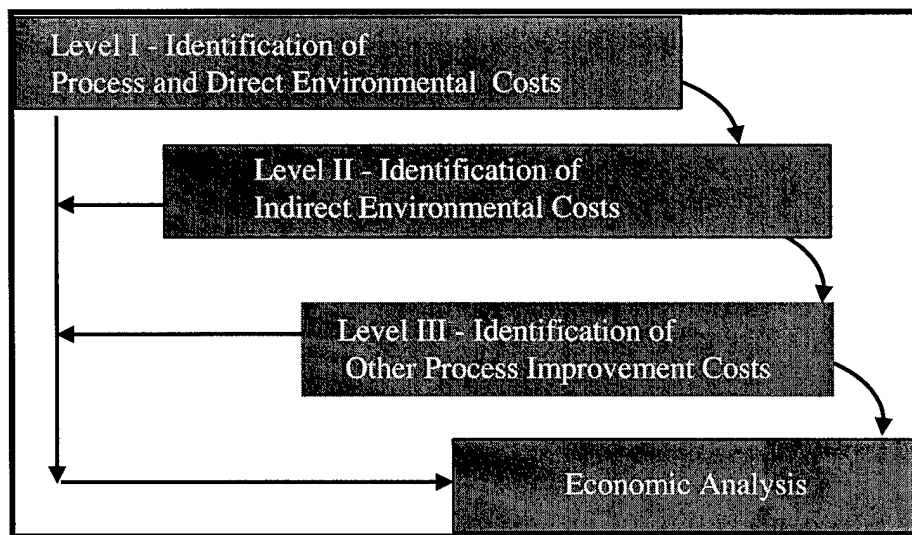 Level I - Identification of
Process and Direct Environmental Costs
Level II - Identification of
Indirect Environmental Costs
Level III - Identification of
Other Process Improvement Costs
Economic Analysis